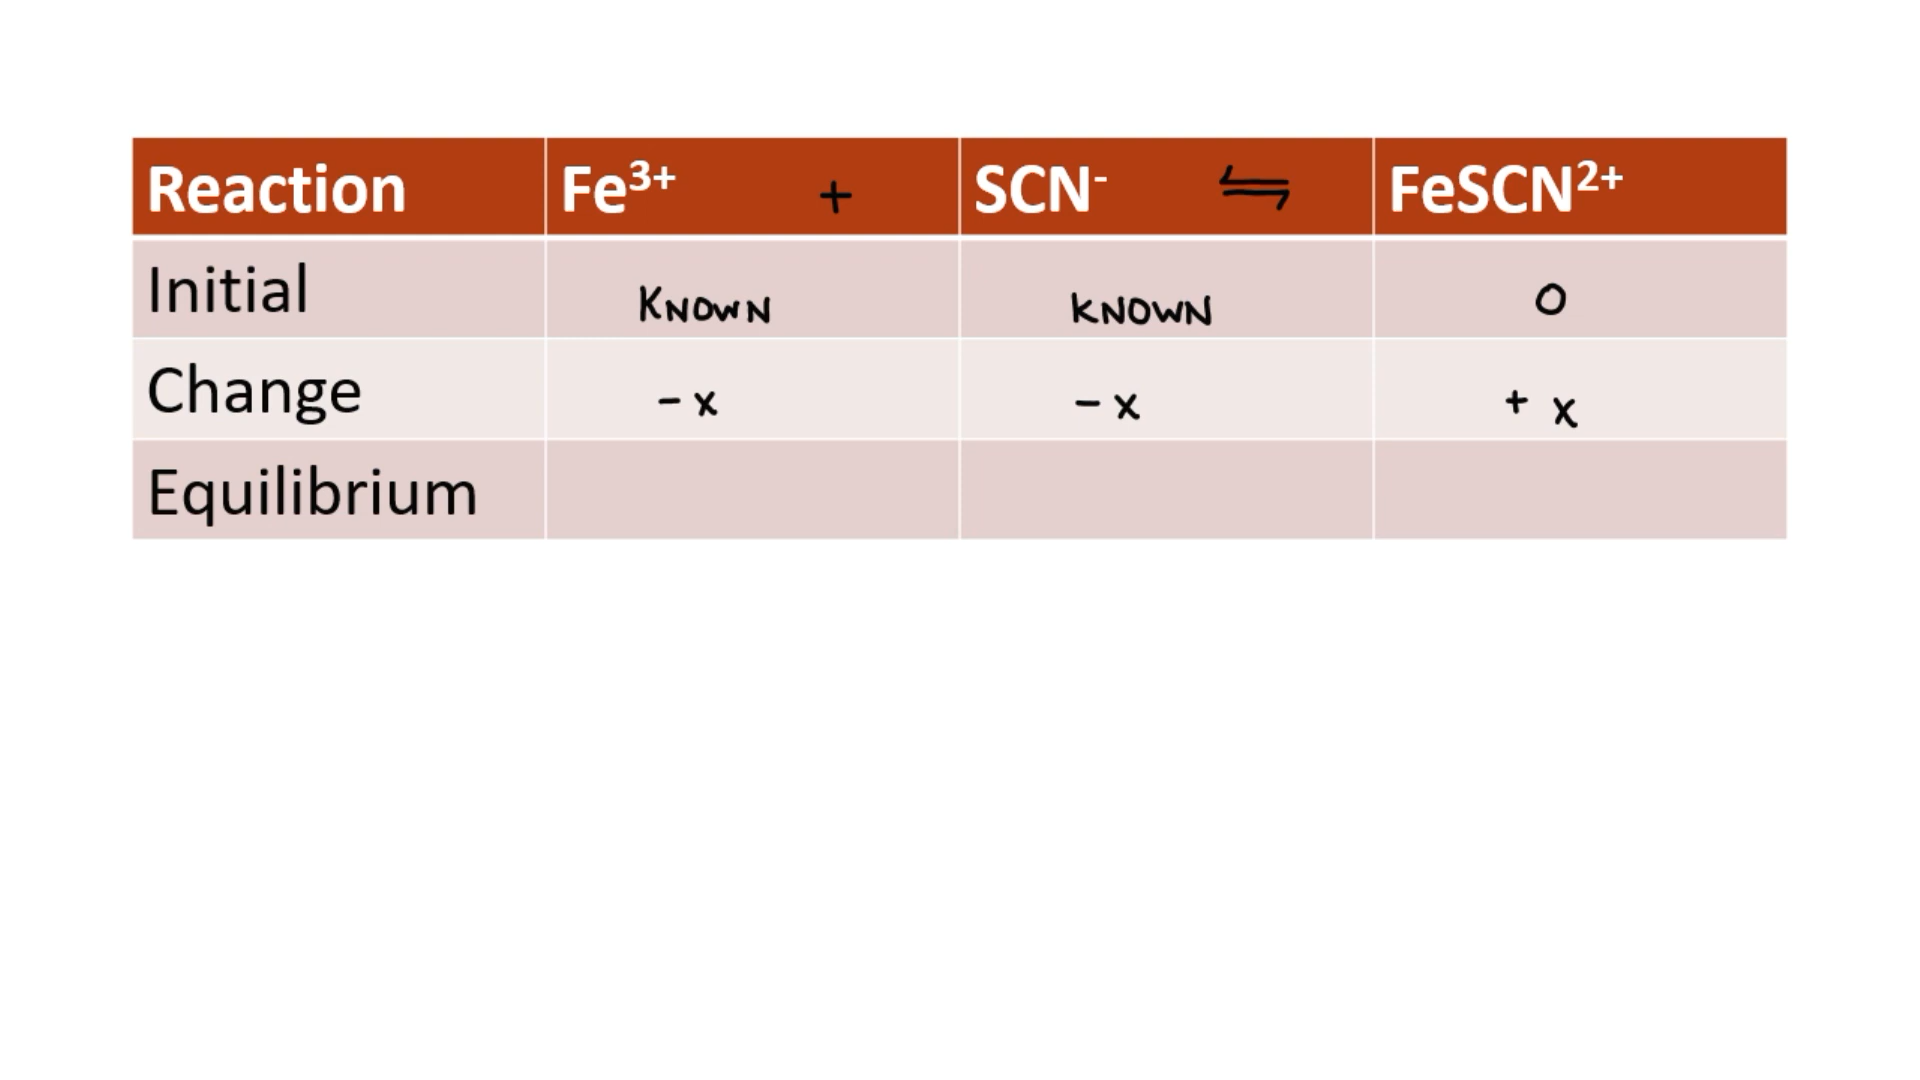 Reaction Fe³⁺ + SCN⁻ ⇋ FeSCN²⁺
Initial KNOWN KNOWN 0
Change - x - x + x
Equilibrium